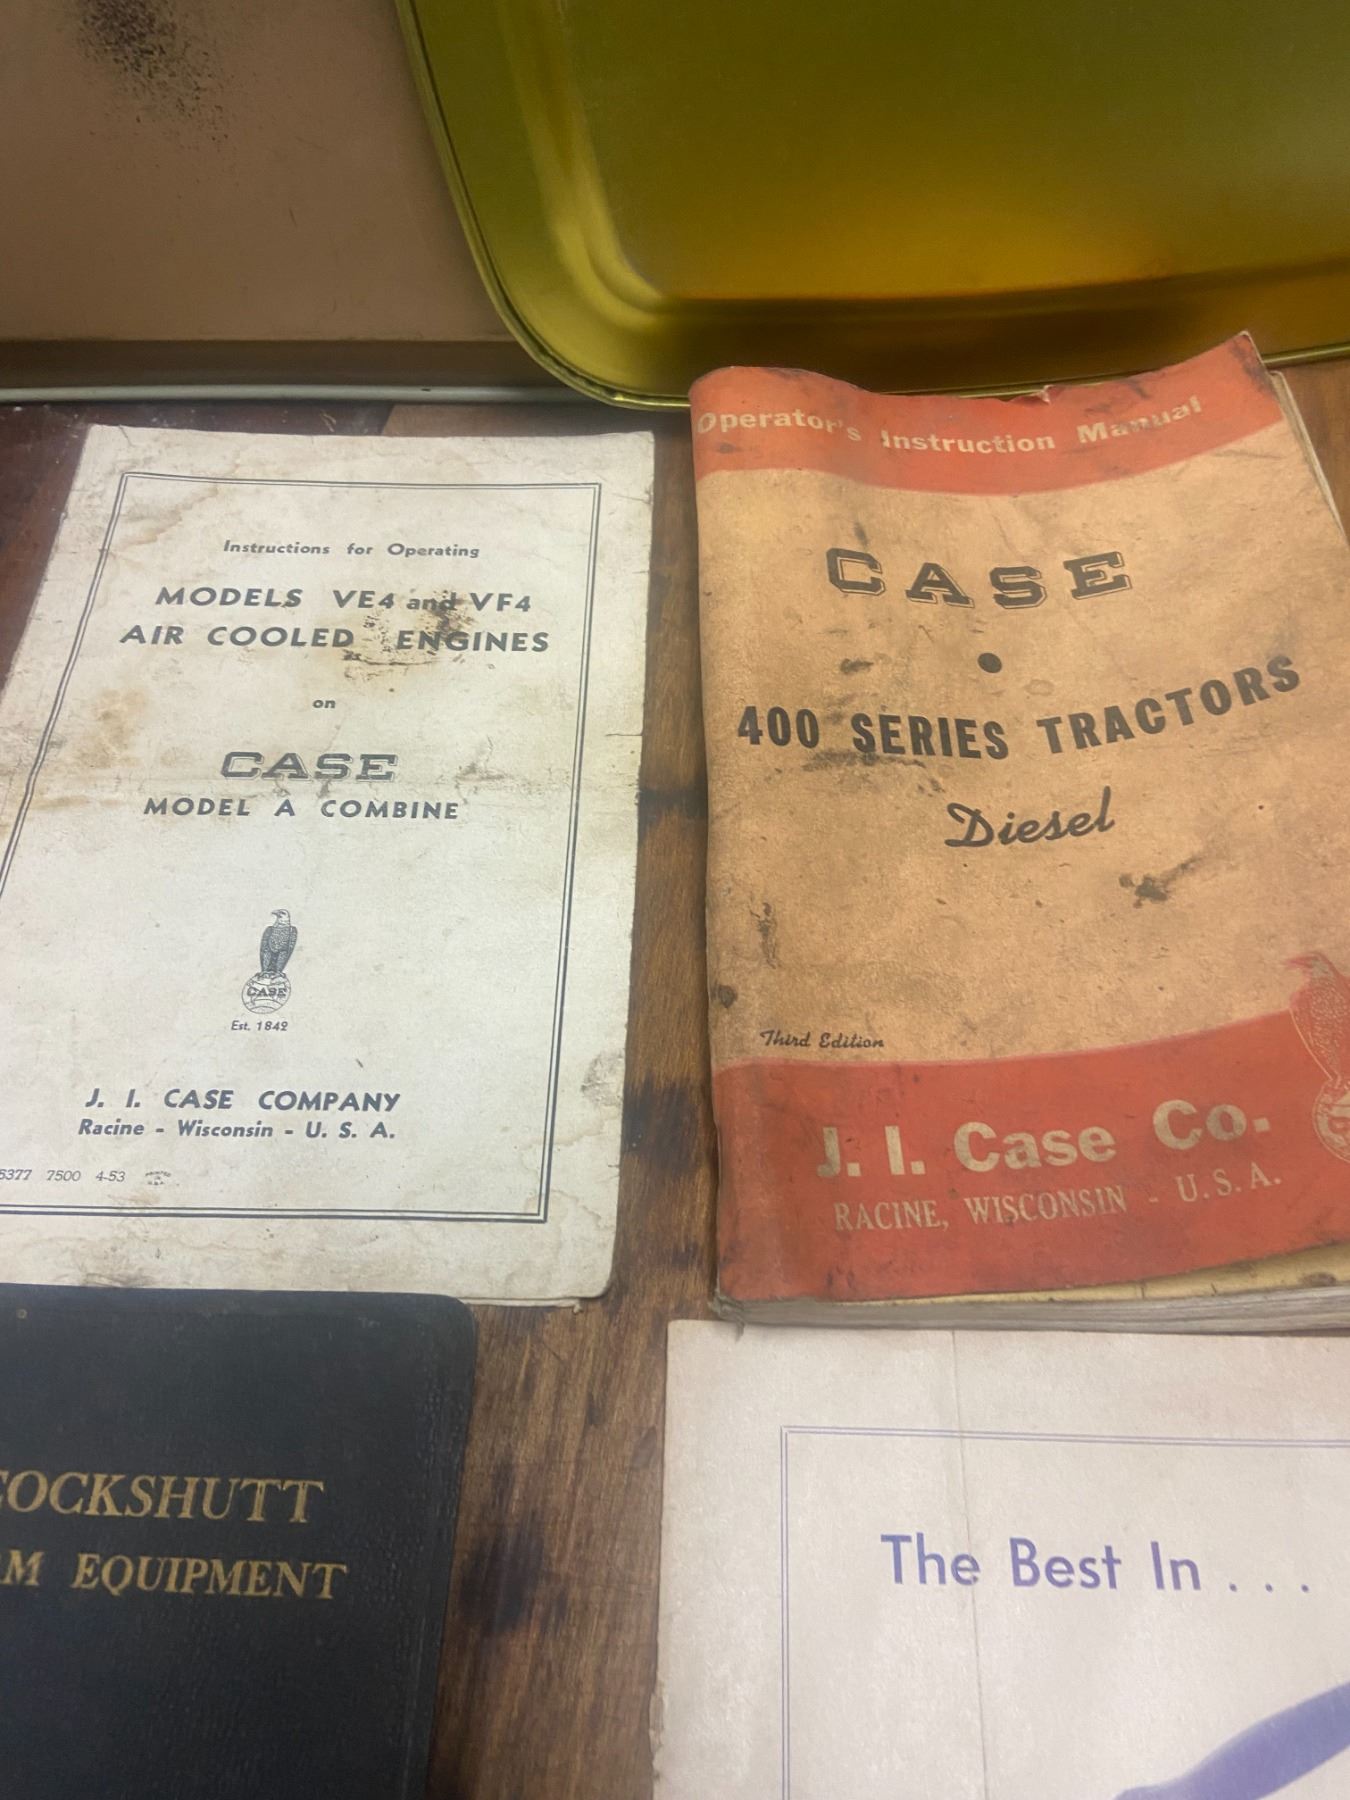 Instructions for Operating
MODELS VE4 and VF4
AIR COOLED ENGINES
on
CASE
MODEL A COMBINE
CASE
Est. 1842
J. I. CASE COMPANY
Racine - Wisconsin - U. S. A.
5377 7500 4-53
Operator's Instruction Manual
CASE
400 SERIES TRACTORS
Diesel
Third Edition
J. I. Case Co.
RACINE, WISCONSIN - U.S.A.
COCKSHUTT
EQUIPMENT
The Best In . . .